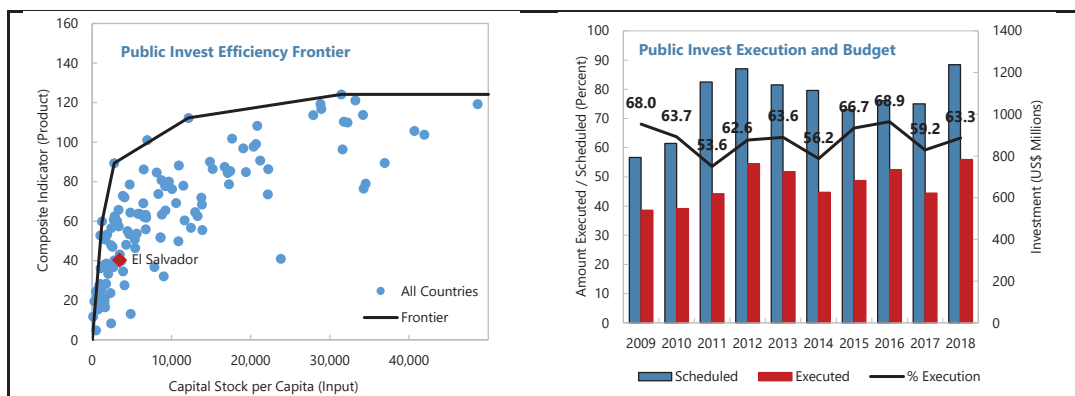 Public Invest Efficiency Frontier
Composite Indicator (Product)
160
140
120
100
80
60
40
20
0
El Salvador
All Countries
Frontier
0 10,000 20,000 30,000 40,000
Capital Stock per Capita (Input)
Public Invest Execution and Budget
Amount Executed / Scheduled (Percent)
100
90
80
70
60
50
40
30
20
10
0
68.0 63.7 53.6 62.6 63.6 56.2 66.7 68.9 59.2 63.3
1400
1200
1000
800
600
400
200
0
Investment (US$ Millions)
2009 2010 2011 2012 2013 2014 2015 2016 2017 2018
Scheduled Executed % Execution